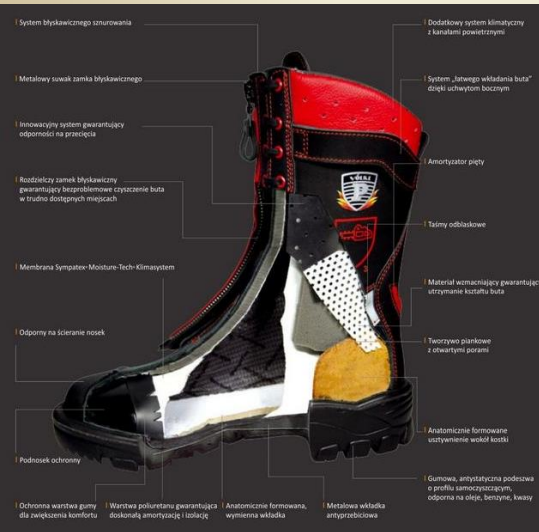 System błyskawicznego sznurowania
Metalowy suwak zamka błyskawicznego
Innowacyjny system gwarantujący
odporności na przecięcia
Rozdzielczy zamek błyskawiczny
gwarantujący bezproblemowe czyszczenie buta
w trudno dostępnych miejscach
Membrana Sympatex-Moisture-Tech-Klimasystem
Odporny na ścieranie nosek
Podnosek ochronny
Ochronna warstwa gumy
dla zwiększenia komfortu
Warstwa poliuretanu gwarantująca
doskonałą amortyzację i izolację
Anatomicznie formowana,
wymienna wkładka
Metalowa wkładka
antyprzebiciowa
Dodatkowy system klimatyczny
z kanałami powietrznymi
System „łatwego wkładania buta"
dzięki uchwytom bocznym
Amortyzator pięty
VÖLKL
P
Taśmy odblaskowe
Materiał wzmacniający gwarantując
utrzymanie kształtu buta
Tworzywo piankowe
z otwartymi porami
Anatomicznie formowane
usztywnienie wokół kostki
Gumowa, antystatyczna podeszwa
o profilu samoczyszczącym,
odporna na oleje, benzyne, kwasy